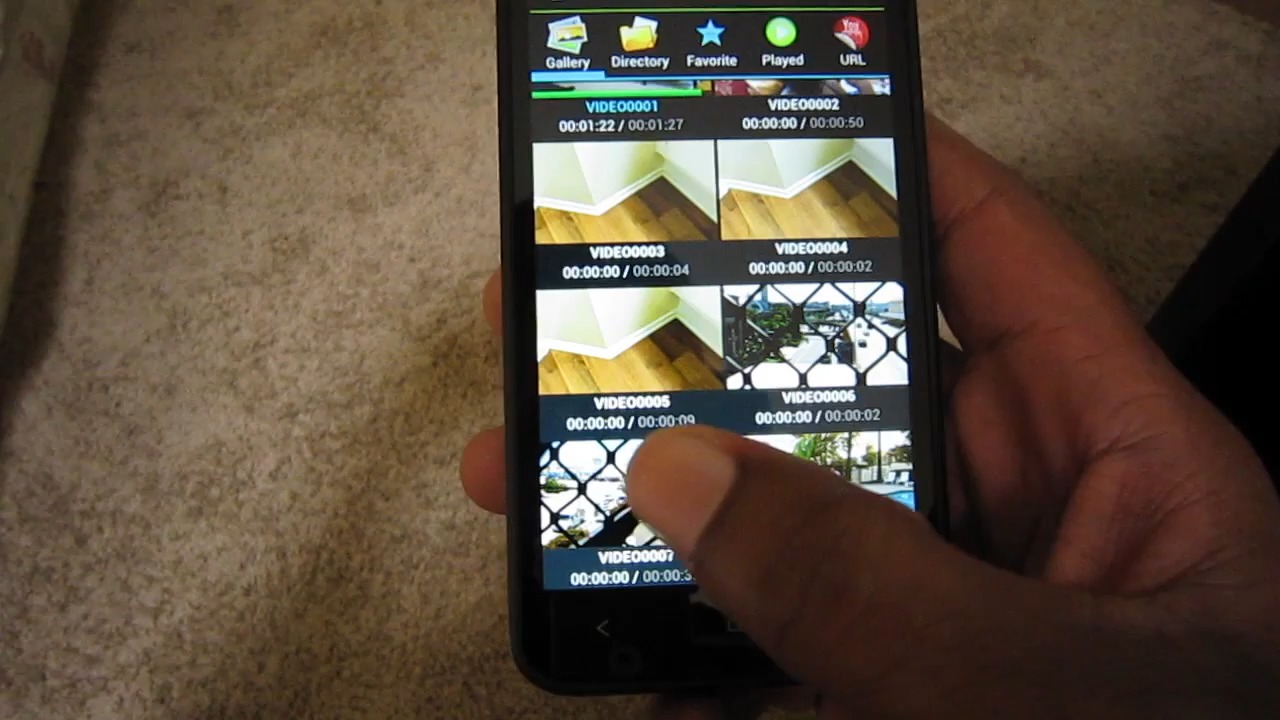 Gallery Directory Favorite Played URL
You
VIDEO0001 VIDEO0002
00:01:22 / 00:01:27 00:00:00 / 00:00:50
VIDEO0003 VIDEO0004
00:00:00 / 00:00:04 00:00:00 / 00:00:02
VIDEO0005 VIDEO0006
00:00:00 / 00:00:09 00:00:00 / 00:00:02
VIDEO0007
00:00:00 /